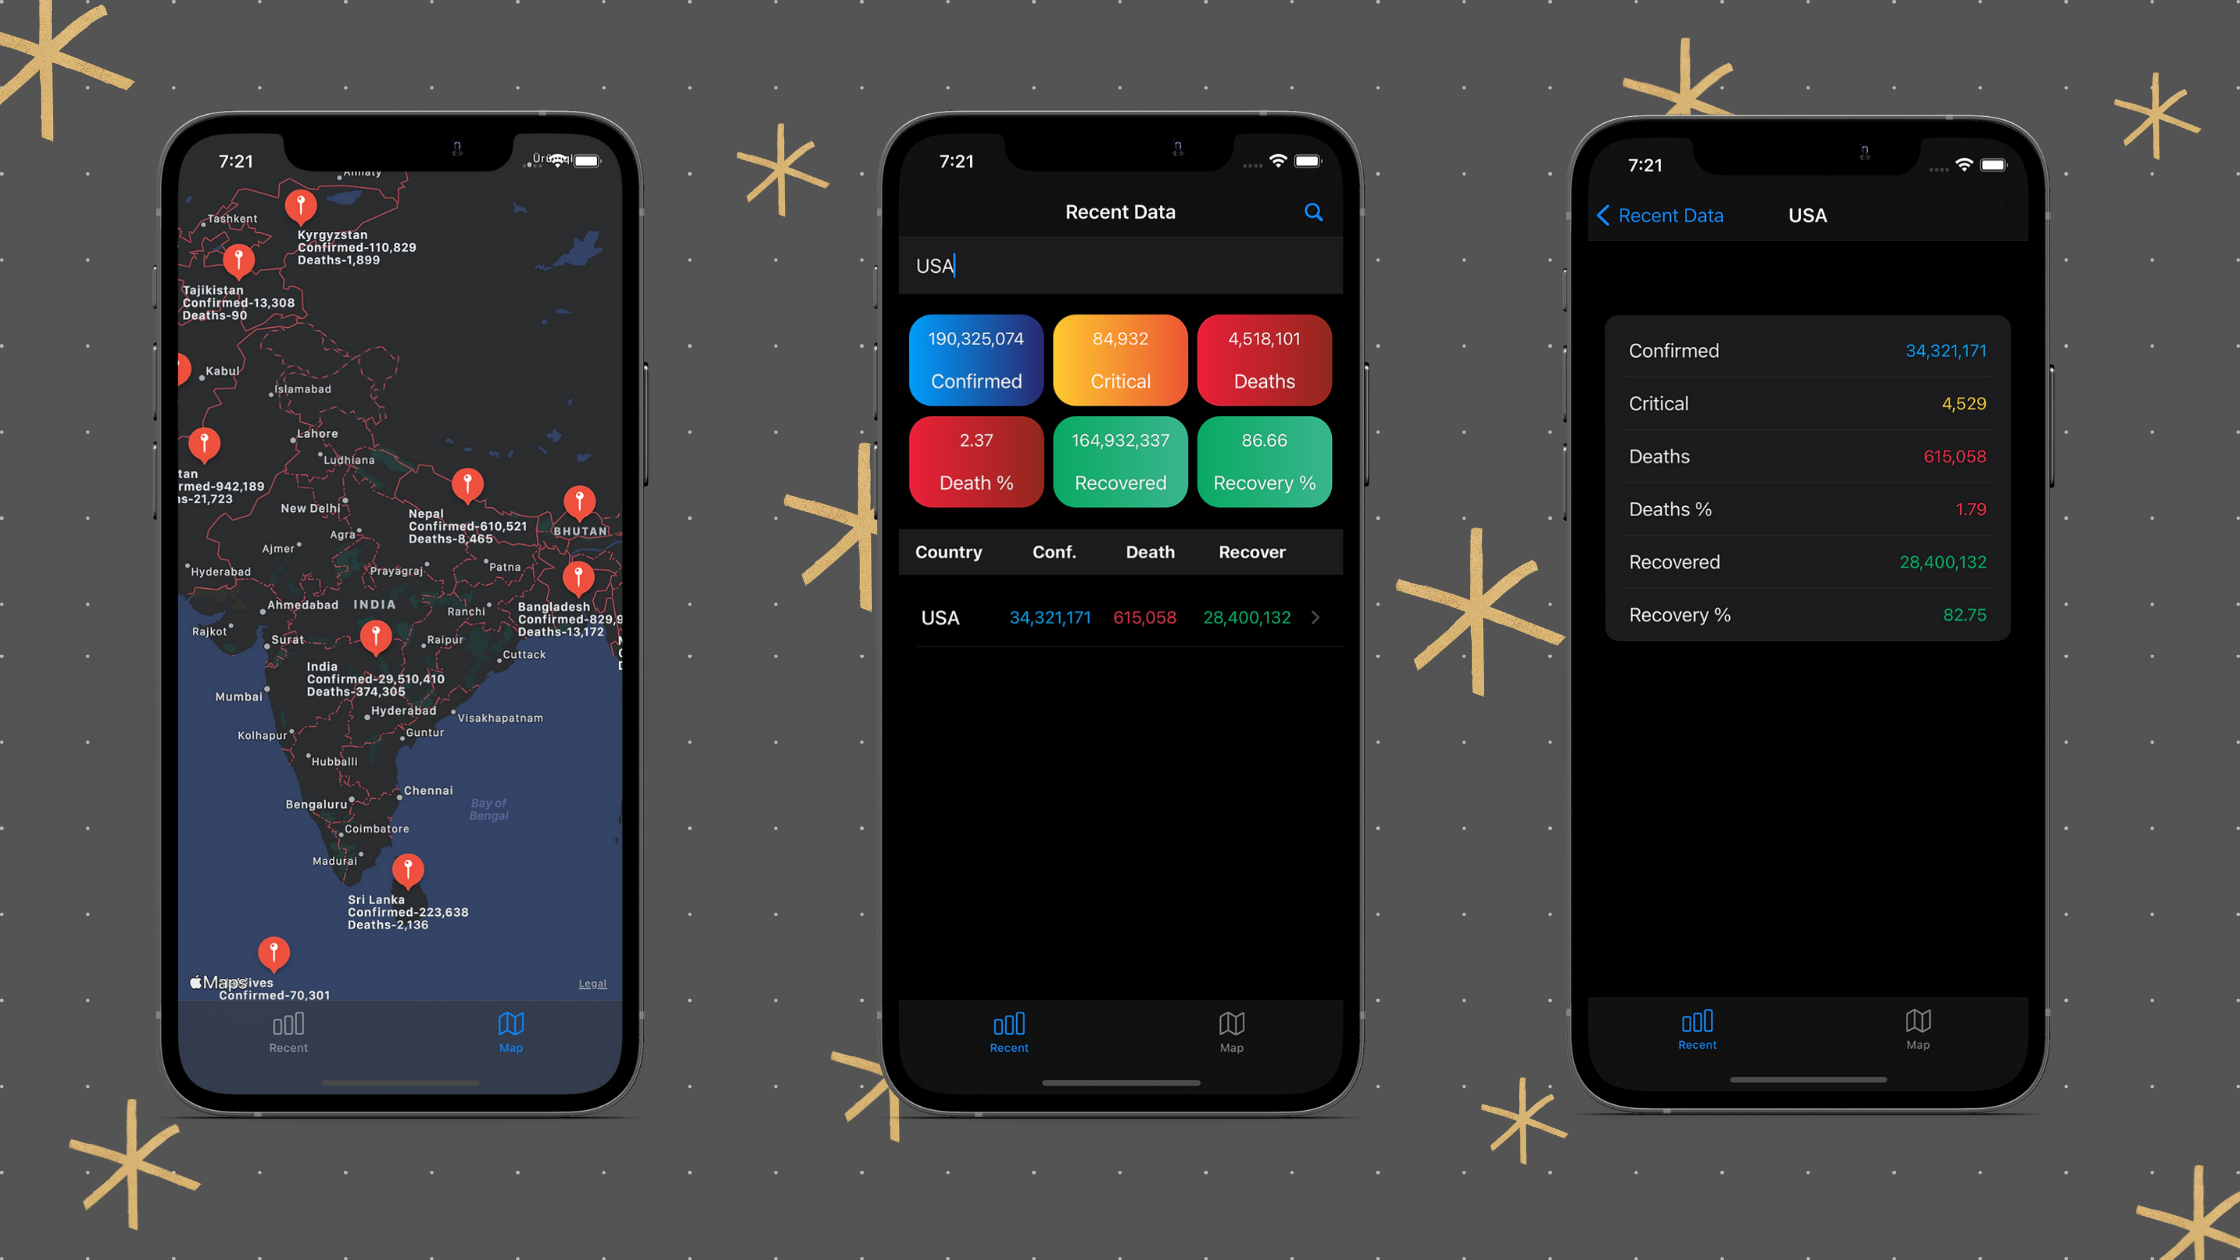 7:21
Almaty
Tashkent
Kyrgyzstan
Confirmed-110,829
Deaths-1,899
Tajikistan
Confirmed-13,308
Deaths-90
Kabul
Islamabad
Lahore
Ludhiana
tan
rmed-942,189
hs-21,723
New Delhi
Nepal
Confirmed-610,521
Deaths-8,465
BHUTAN
Agra
Ajmer
Hyderabad
Prayagraj
Patna
Ahmedabad
INDIA
Ranchi
Bangladesh
Confirmed-829,9
Deaths-13,172
Rajkot
Surat
Raipur
Cuttack
India
Confirmed-29,510,410
Deaths-374,305
Mumbai
Hyderabad
Visakhapatnam
Kolhapur
Guntur
Hubballi
Chennai
Bengaluru
Bay of
Bengal
Coimbatore
Madurai
Sri Lanka
Confirmed-223,638
Deaths-2,136
Maps
Confirmed-70,301
Legal
Recent
Map
7:21
Recent Data
USA
190,325,074
Confirmed
84,932
Critical
4,518,101
Deaths
2.37
Death %
164,932,337
Recovered
86.66
Recovery %
Country Conf. Death Recover
USA 34,321,171 615,058 28,400,132
Recent
Map
7:21
Recent Data
USA
Confirmed 34,321,171
Critical 4,529
Deaths 615,058
Deaths % 1.79
Recovered 28,400,132
Recovery % 82.75
Recent
Map